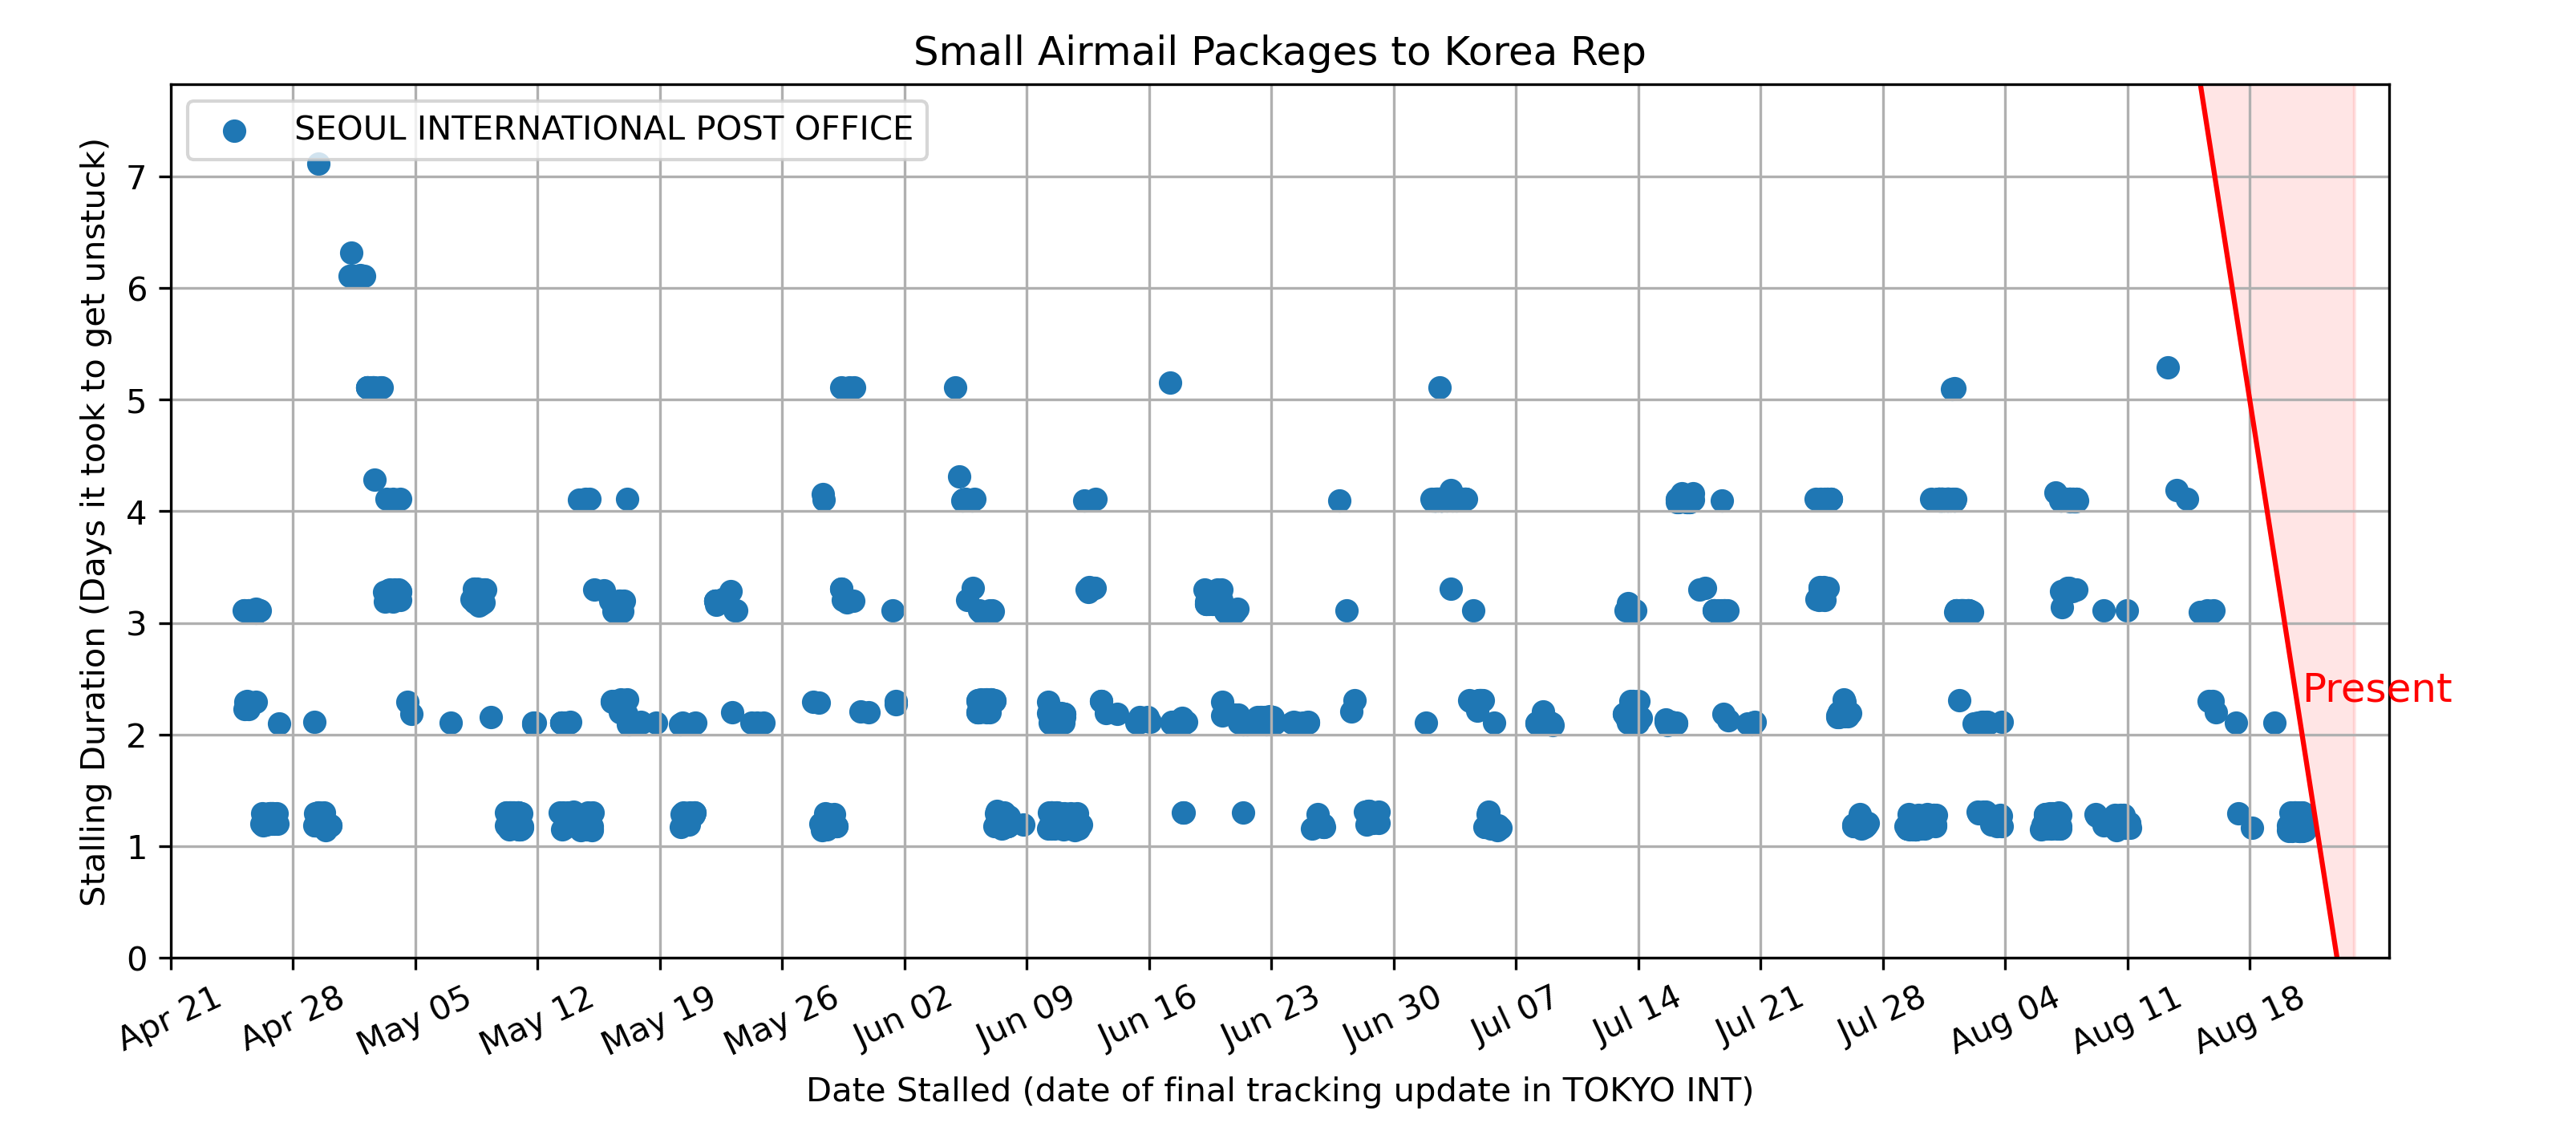 Small Airmail Packages to Korea Rep
SEOUL INTERNATIONAL POST OFFICE
Stalling Duration (Days it took to get unstuck)
7
6
5
4
3
2
1
0
Present
Apr 21
Apr 28
May 05
May 12
May 19
May 26
Jun 02
Jun 09
Jun 16
Jun 23
Jun 30
Jul 07
Jul 14
Jul 21
Jul 28
Aug 04
Aug 11
Aug 18
Date Stalled (date of final tracking update in TOKYO INT)